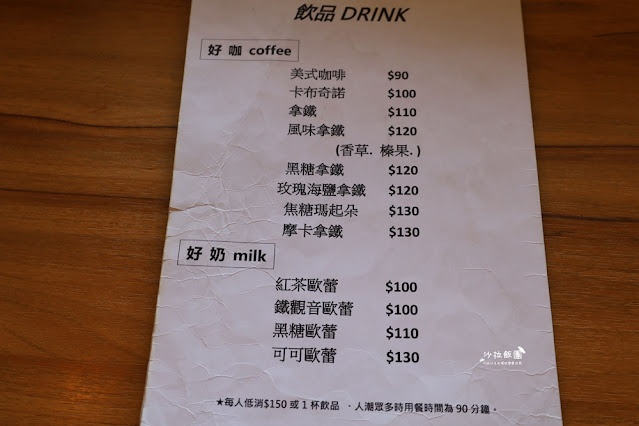 飲品 DRINK
好 咖 coffee
美式咖啡 $90
卡布奇諾 $100
拿鐵 $110
風味拿鐵 $120
(香草. 榛果.)
黑糖拿鐵 $120
玫瑰海鹽拿鐵 $120
焦糖瑪起朵 $130
摩卡拿鐵 $130
好 奶 milk
紅茶歐蕾 $100
鐵觀音歐蕾 $100
黑糖歐蕾 $110
可可歐蕾 $130
沙拉飯團
★每人低消$150 或 1 杯飲品 ．人潮眾多時用餐時間為 90 分鐘。